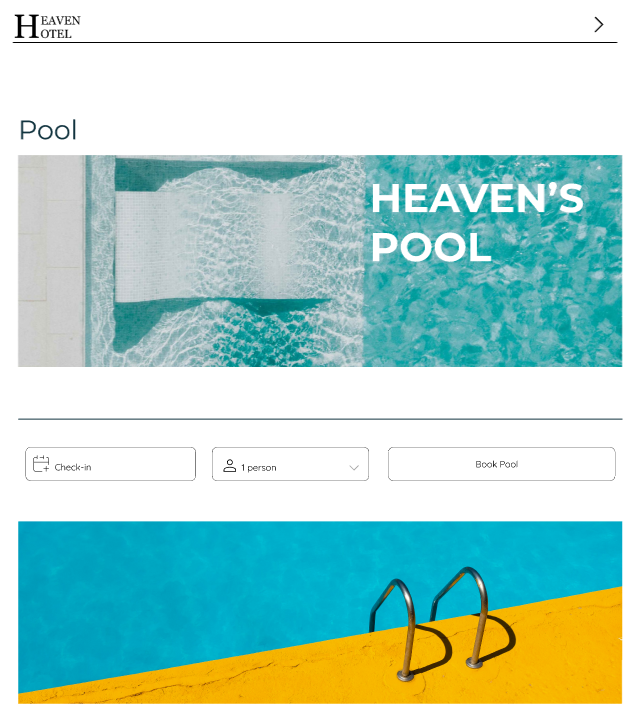 HEAVEN
HOTEL
Pool
HEAVEN'S
POOL
Check-in
1 person
Book Pool